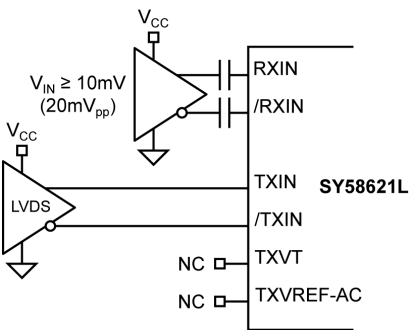 VCC
RXIN
VIN ≥ 10mV
(20mVpp)
/RXIN
VCC
TXIN
SY58621L
LVDS
/TXIN
NC
TXVT
NC
TXVREF-AC